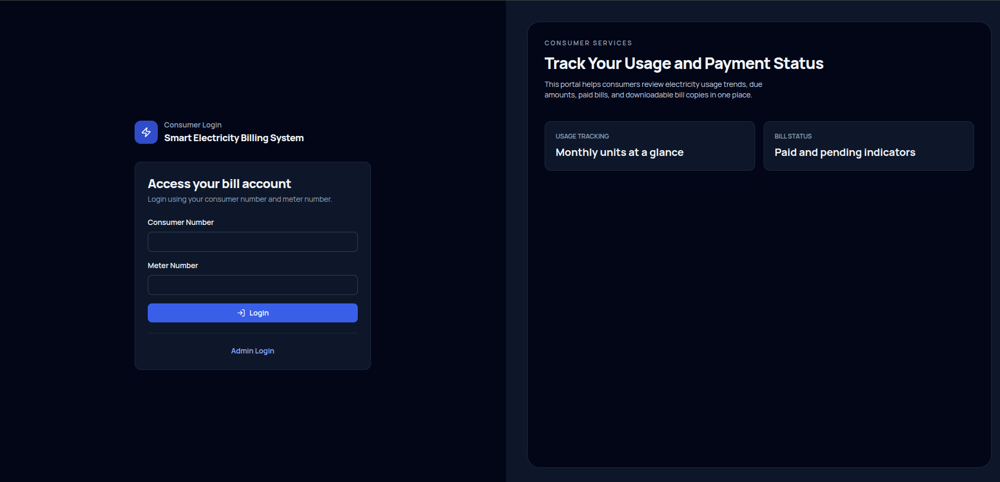 Consumer Login
Smart Electricity Billing System
Access your bill account
Login using your consumer number and meter number.
Consumer Number
Meter Number
Login
Admin Login
CONSUMER SERVICES
Track Your Usage and Payment Status
This portal helps consumers review electricity usage trends, due
amounts, paid bills, and downloadable bill copies in one place.
USAGE TRACKING
Monthly units at a glance
BILL STATUS
Paid and pending indicators